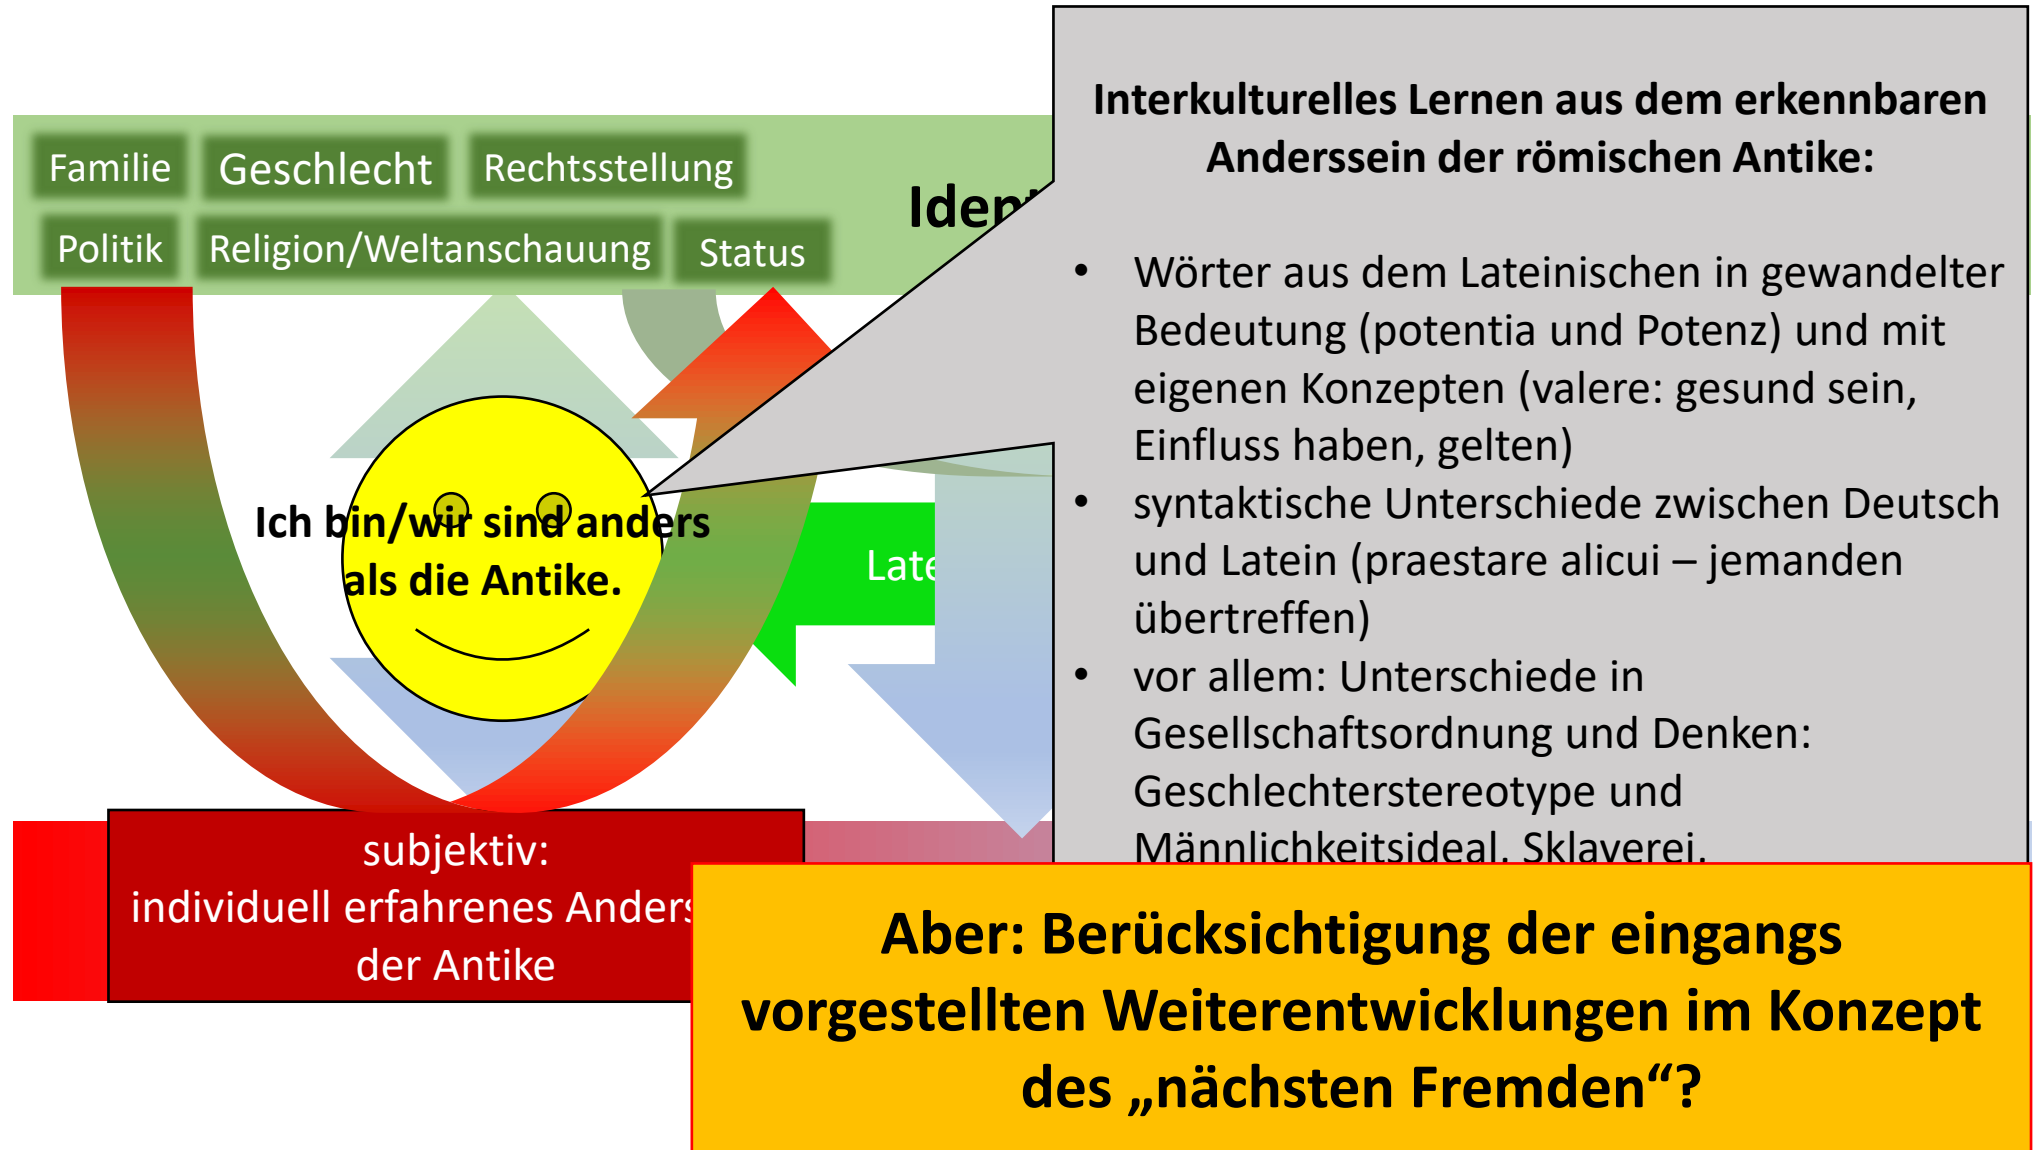 Familie
Geschlecht
Rechtsstellung
Politik
Religion/Weltanschauung
Status
Ich bin/wir sind anders
als die Antike.
Interkulturelles Lernen aus dem erkennbaren
Anderssein der römischen Antike:
• Wörter aus dem Lateinischen in gewandelter
Bedeutung (potentia und Potenz) und mit
eigenen Konzepten (valere: gesund sein,
Einfluss haben, gelten)
• syntaktische Unterschiede zwischen Deutsch
und Latein (praestare alicui – jemanden
übertreffen)
• vor allem: Unterschiede in
Gesellschaftsordnung und Denken:
Geschlechterstereotype und
Männlichkeitsideal, Sklaverei,
subjektiv:
individuell erfahrenes
der Antike
Aber: Berücksichtigung der eingangs
vorgestellten Weiterentwicklungen im Konzept
des „nächsten Fremden“?